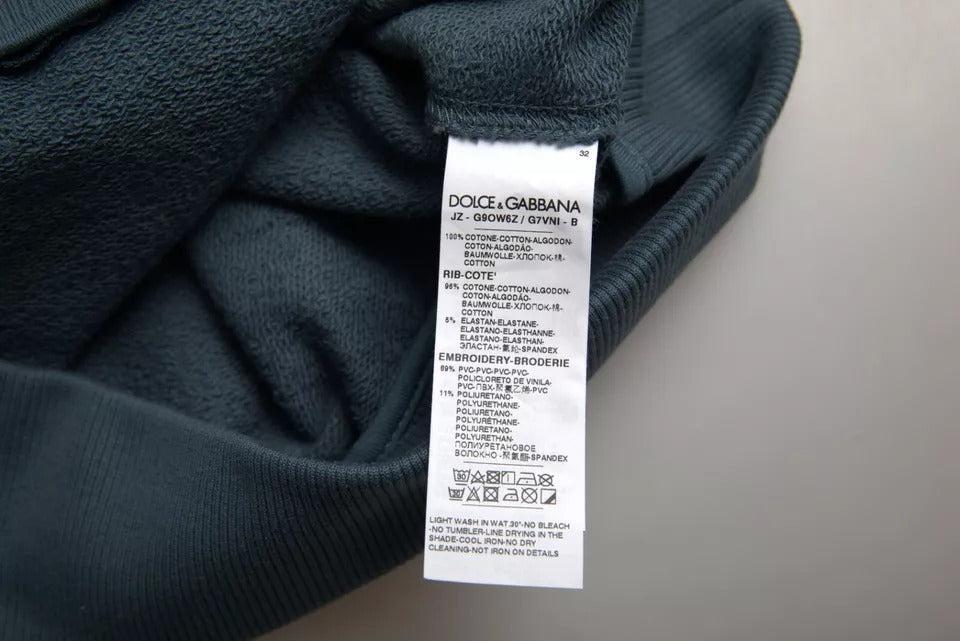 32
DOLCE & GABBANA
JZ - G9OW6Z / G7VNI - B
100% COTONE-COTTON-ALGODON-
COTON-ALGODÃO-
BAUMWOLLE-ХЛОПОК-棉-
COTTON
RIB-COTE'
95% COTONE-COTTON-ALGODON-
COTON-ALGODÃO-
BAUMWOLLE-ХЛОПОК-棉-
COTTON
5% ELASTAN-ELASTANE-
ELASTANO-ELASTHANNE-
ELASTANO-ELASTHAN-
ЭЛАСТАН-氨纶-SPANDEX
EMBROIDERY-BRODERIE
89% PVC-PVC-PVC-PVC-
POLICLORETO DE VINILA-
PVC-ПВХ-聚氯乙烯-PVC
11% POLIURETANO-
POLYURETHANE-
POLIURETANO-
POLYURÉTHANE-
POLIURETANO-
POLYURETHAN-
ПОЛИУРЕТАНОВОЕ
ВОЛОКНО -聚氨酯-SPANDEX
LIGHT WASH IN WAT.30°-NO BLEACH
-NO TUMBLER-LINE DRYING IN THE
SHADE-COOL IRON-NO DRY
CLEANING-NOT IRON ON DETAILS